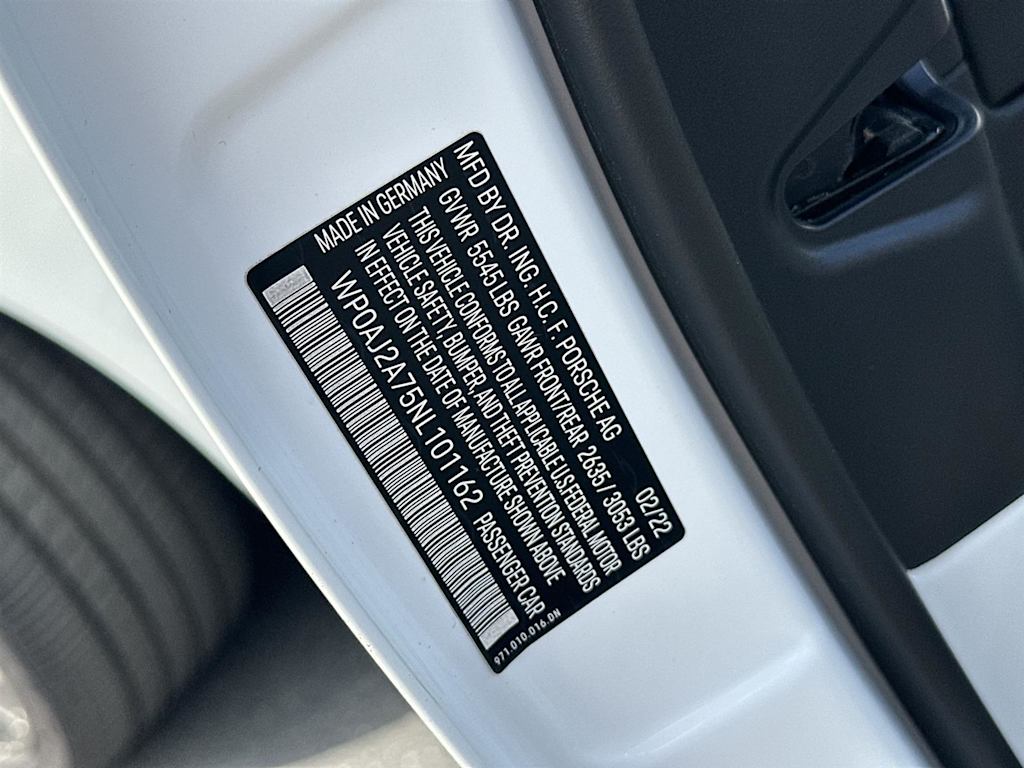 MFD BY DR. ING. H.C. F. PORSCHE AG 02/22
GVWR 5545 LBS GAWR FRONT/REAR 2635 / 3053 LBS
THIS VEHICLE CONFORMS TO ALL APPLICABLE U.S. FEDERAL MOTOR
VEHICLE SAFETY, BUMPER, AND THEFT PREVENTION STANDARDS
IN EFFECT ON THE DATE OF MANUFACTURE SHOWN ABOVE
WP0AJ2A75NL101162 PASSENGER CAR
MADE IN GERMANY
971.010.016.DN